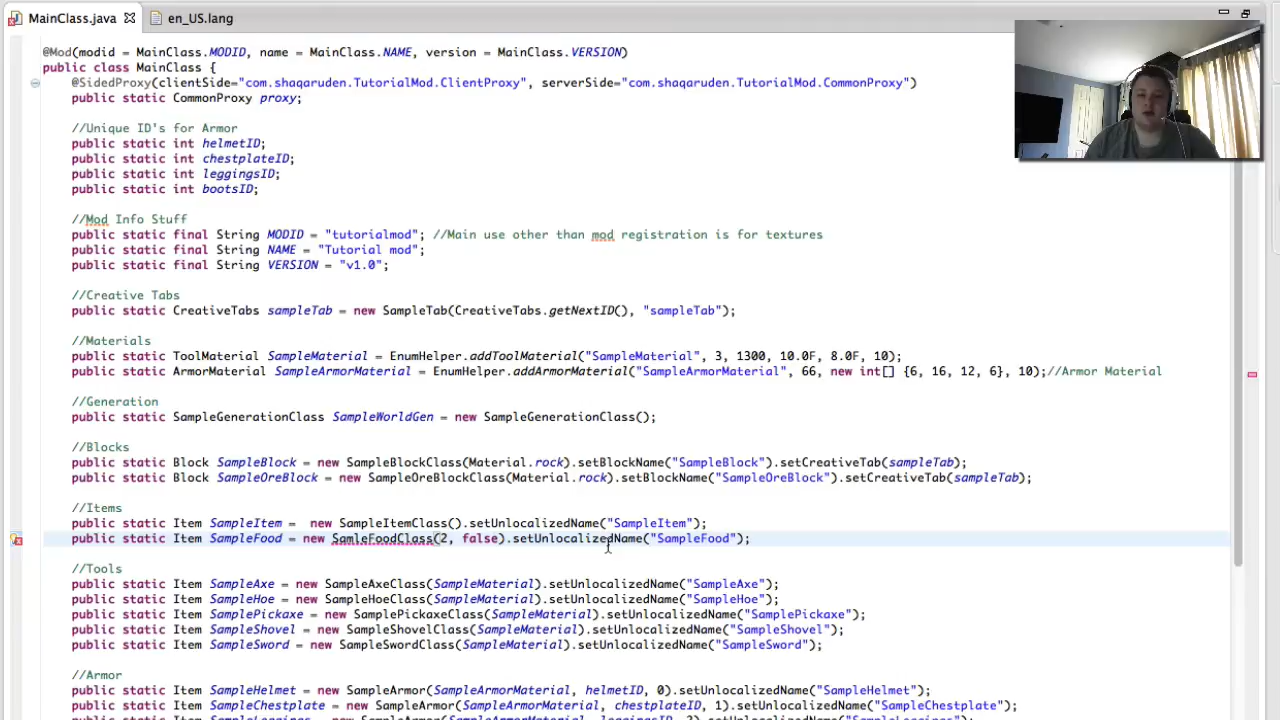 MainClass.java
en_US.lang
@Mod(modid = MainClass.MODID, name = MainClass.NAME, version = MainClass.VERSION)
public class MainClass {
@SidedProxy(clientSide="com.shaqaruden.TutorialMod.ClientProxy", serverSide="com.shaqaruden.TutorialMod.CommonProxy")
public static CommonProxy proxy;
//Unique ID's for Armor
public static int helmetID;
public static int chestplateID;
public static int leggingsID;
public static int bootsID;
//Mod Info Stuff
public static final String MODID = "tutorialmod"; //Main use other than mod registration is for textures
public static final String NAME = "Tutorial mod";
public static final String VERSION = "v1.0";
//Creative Tabs
public static CreativeTabs sampleTab = new SampleTab(CreativeTabs.getNextID(), "sampleTab");
//Materials
public static ToolMaterial SampleMaterial = EnumHelper.addToolMaterial("SampleMaterial", 3, 1300, 10.0F, 8.0F, 10);
public static ArmorMaterial SampleArmorMaterial = EnumHelper.addArmorMaterial("SampleArmorMaterial", 66, new int[] {6, 16, 12, 6}, 10);//Armor Material
//Generation
public static SampleGenerationClass SampleWorldGen = new SampleGenerationClass();
//Blocks
public static Block SampleBlock = new SampleBlockClass(Material.rock).setBlockName("SampleBlock").setCreativeTab(sampleTab);
public static Block SampleOreBlock = new SampleOreBlockClass(Material.rock).setBlockName("SampleOreBlock").setCreativeTab(sampleTab);
//Items
public static Item SampleItem =  new SampleItemClass().setUnlocalizedName("SampleItem");
public static Item SampleFood = new SamleFoodClass(2, false).setUnlocalizedName("SampleFood");
//Tools
public static Item SampleAxe = new SampleAxeClass(SampleMaterial).setUnlocalizedName("SampleAxe");
public static Item SampleHoe = new SampleHoeClass(SampleMaterial).setUnlocalizedName("SampleHoe");
public static Item SamplePickaxe = new SamplePickaxeClass(SampleMaterial).setUnlocalizedName("SamplePickaxe");
public static Item SampleShovel = new SampleShovelClass(SampleMaterial).setUnlocalizedName("SampleShovel");
public static Item SampleSword = new SampleSwordClass(SampleMaterial).setUnlocalizedName("SampleSword");
//Armor
public static Item SampleHelmet = new SampleArmor(SampleArmorMaterial, helmetID, 0).setUnlocalizedName("SampleHelmet");
public static Item SampleChestplate = new SampleArmor(SampleArmorMaterial, chestplateID, 1).setUnlocalizedName("SampleChestplate");